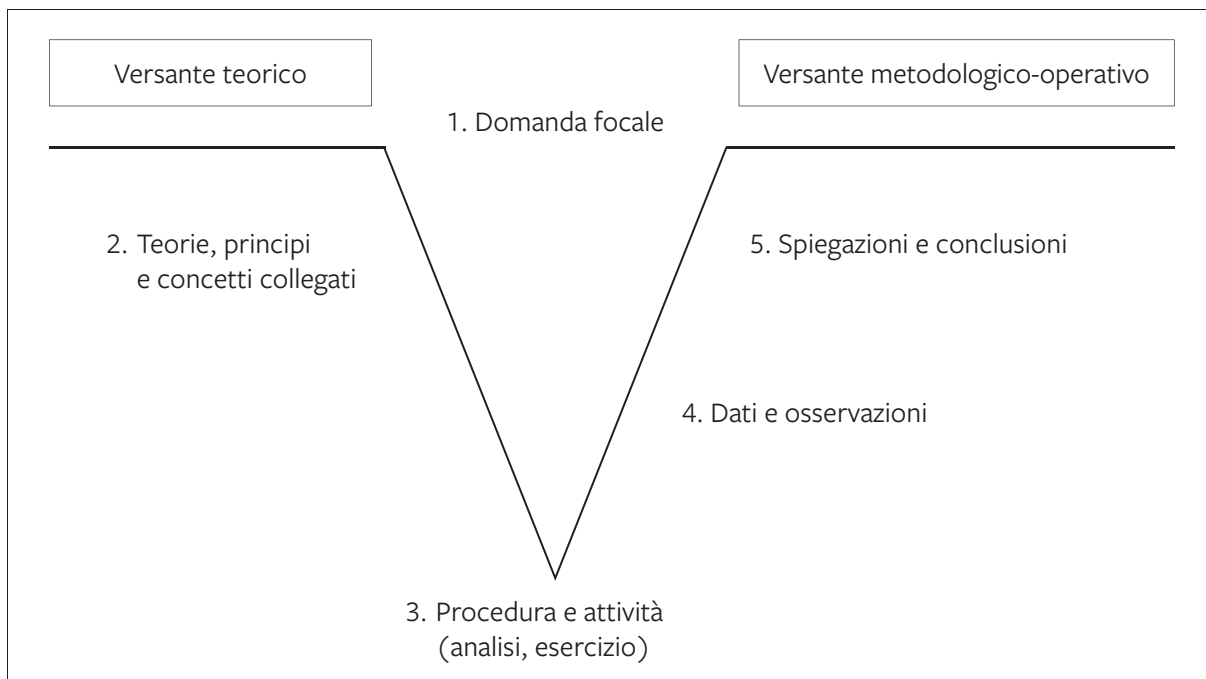 Versante teorico
Versante metodologico-operativo
1. Domanda focale
2. Teorie, principi
e concetti collegati
5. Spiegazioni e conclusioni
4. Dati e osservazioni
3. Procedura e attività
(analisi, esercizio)